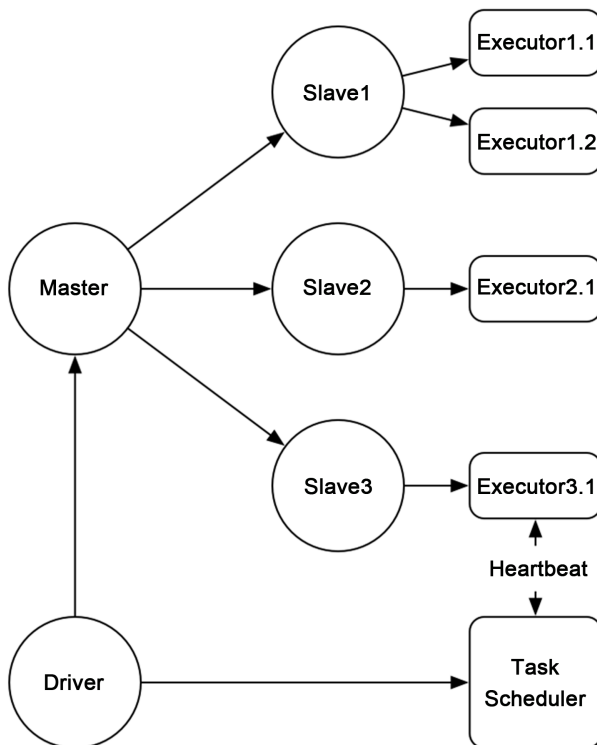 Executor1.1
Slave1
Executor1.2
Master
Slave2
Executor2.1
Slave3
Executor3.1
Heartbeat
Driver
Task
Scheduler